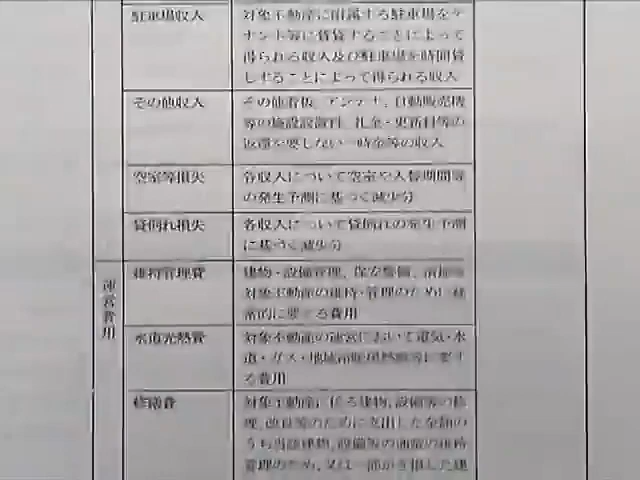 駐車場収入
対象不動産に附属する駐車場をテ
ナント等に賃貸することによって
得られる収入及び駐車場を時間貸
しすることによって得られる収入
その他収入
その他看板、アンテナ、自動販売機
等の施設設置料、礼金・更新料等の
返還を要しない一時金等の収入
空室等損失
各収入について空室や入替期間等
の発生予測に基づく減少分
貸倒れ損失
各収入について貸倒れの発生予測
に基づく減少分
運営費用
維持管理費
建物・設備管理、保安警備、清掃等
対象不動産の維持・管理のために経
常的に要する費用
水道光熱費
対象不動産の運営において電気・水
道・ガス・地域冷暖房熱源等に要す
る費用
修繕費
対象不動産に係る建物、設備等の修
理、改良等のために支出した金額の
うち当該建物、設備等の通常の維持
管理のため、又は一部がき損した建